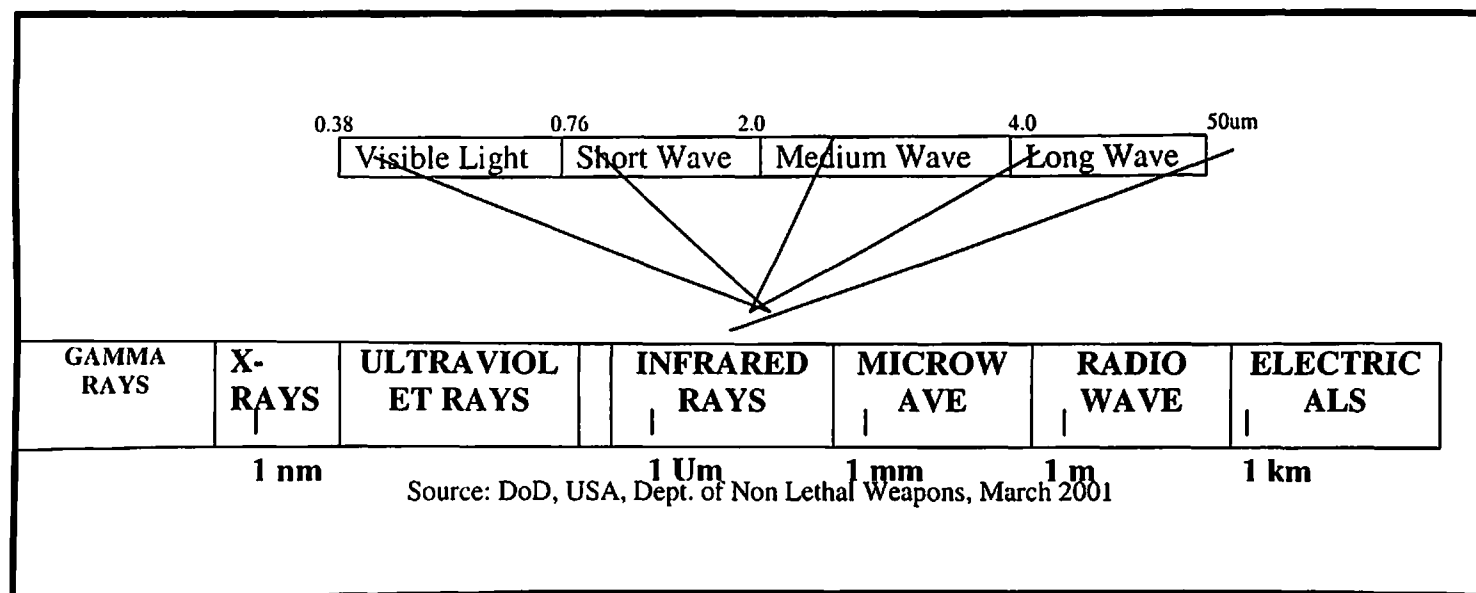 0.38 0.76 2.0 4.0 50um
Visible Light Short Wave Medium Wave Long Wave
GAMMA X- ULTRAVIOL INFRARED MICROW RADIO ELECTRIC
RAYS RAYS ET RAYS RAYS AVE WAVE ALS
1 nm 1 Um 1 mm 1 m 1 km
Source: DoD, USA, Dept. of Non Lethal Weapons, March 2001